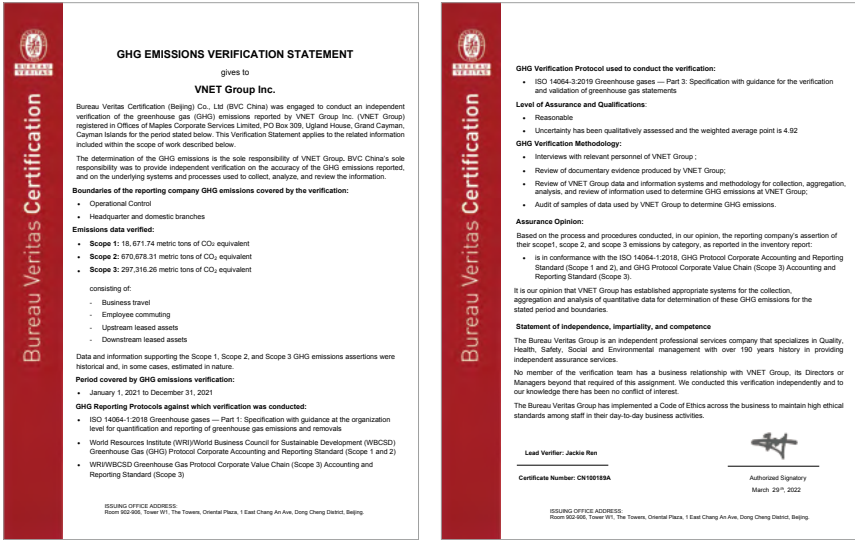 BUREAU
VERITAS
Bureau Veritas Certification
GHG EMISSIONS VERIFICATION STATEMENT
gives to
VNET Group Inc.
Bureau Veritas Certification (Beijing) Co., Ltd (BVC China) was engaged to conduct an independent
verification of the greenhouse gas (GHG) emissions reported by VNET Group Inc. (VNET Group)
registered in Offices of Maples Corporate Services Limited, PO Box 309, Ugland House, Grand Cayman,
Cayman Islands for the period stated below. This Verification Statement applies to the related information
included within the scope of work described below.
The determination of the GHG emissions is the sole responsibility of VNET Group. BVC China's sole
responsibility was to provide independent verification on the accuracy of the GHG emissions reported,
and on the underlying systems and processes used to collect, analyze, and review the information.
Boundaries of the reporting company GHG emissions covered by the verification:
• Operational Control
• Headquarter and domestic branches
Emissions data verified:
• Scope 1: 18, 671.74 metric tons of CO₂ equivalent
• Scope 2: 670,678.31 metric tons of CO₂ equivalent
• Scope 3: 297,316.26 metric tons of CO₂ equivalent
consisting of:
- Business travel
- Employee commuting
- Upstream leased assets
- Downstream leased assets
Data and information supporting the Scope 1, Scope 2, and Scope 3 GHG emissions assertions were
historical and, in some cases, estimated in nature.
Period covered by GHG emissions verification:
• January 1, 2021 to December 31, 2021
GHG Reporting Protocols against which verification was conducted:
• ISO 14064-1:2018 Greenhouse gases — Part 1: Specification with guidance at the organization
level for quantification and reporting of greenhouse gas emissions and removals
• World Resources Institute (WRI)/World Business Council for Sustainable Development (WBCSD)
Greenhouse Gas (GHG) Protocol Corporate Accounting and Reporting Standard (Scope 1 and 2)
• WRI/WBCSD Greenhouse Gas Protocol Corporate Value Chain (Scope 3) Accounting and
Reporting Standard (Scope 3)
ISSUING OFFICE ADDRESS:
Room 902-906, Tower W1, The Towers, Oriental Plaza, 1 East Chang An Ave, Dong Cheng District, Beijing.
BUREAU
VERITAS
Bureau Veritas Certification
GHG Verification Protocol used to conduct the verification:
• ISO 14064-3:2019 Greenhouse gases — Part 3: Specification with guidance for the verification
and validation of greenhouse gas statements
Level of Assurance and Qualifications:
• Reasonable
• Uncertainty has been qualitatively assessed and the weighted average point is 4.92
GHG Verification Methodology:
• Interviews with relevant personnel of VNET Group ;
• Review of documentary evidence produced by VNET Group;
• Review of VNET Group data and information systems and methodology for collection, aggregation,
analysis, and review of information used to determine GHG emissions at VNET Group;
• Audit of samples of data used by VNET Group to determine GHG emissions.
Assurance Opinion:
Based on the process and procedures conducted, in our opinion, the reporting company's assertion of
their scope1, scope 2, and scope 3 emissions by category, as reported in the inventory report:
• is in conformance with the ISO 14064-1:2018, GHG Protocol Corporate Accounting and Reporting
Standard (Scope 1 and 2), and GHG Protocol Corporate Value Chain (Scope 3) Accounting and
Reporting Standard (Scope 3).
It is our opinion that VNET Group has established appropriate systems for the collection,
aggregation and analysis of quantitative data for determination of these GHG emissions for the
stated period and boundaries.
Statement of independence, impartiality, and competence
The Bureau Veritas Group is an independent professional services company that specializes in Quality,
Health, Safety, Social and Environmental management with over 190 years history in providing
independent assurance services.
No member of the verification team has a business relationship with VNET Group, its Directors or
Managers beyond that required of this assignment. We conducted this verification independently and to
our knowledge there has been no conflict of interest.
The Bureau Veritas Group has implemented a Code of Ethics across the business to maintain high ethical
standards among staff in their day-to-day business activities.
Lead Verifier: Jackie Ren
Certificate Number: CN100189A
Authorized Signatory
March 29th, 2022
ISSUING OFFICE ADDRESS:
Room 902-906, Tower W1, The Towers, Oriental Plaza, 1 East Chang An Ave, Dong Cheng District, Beijing.